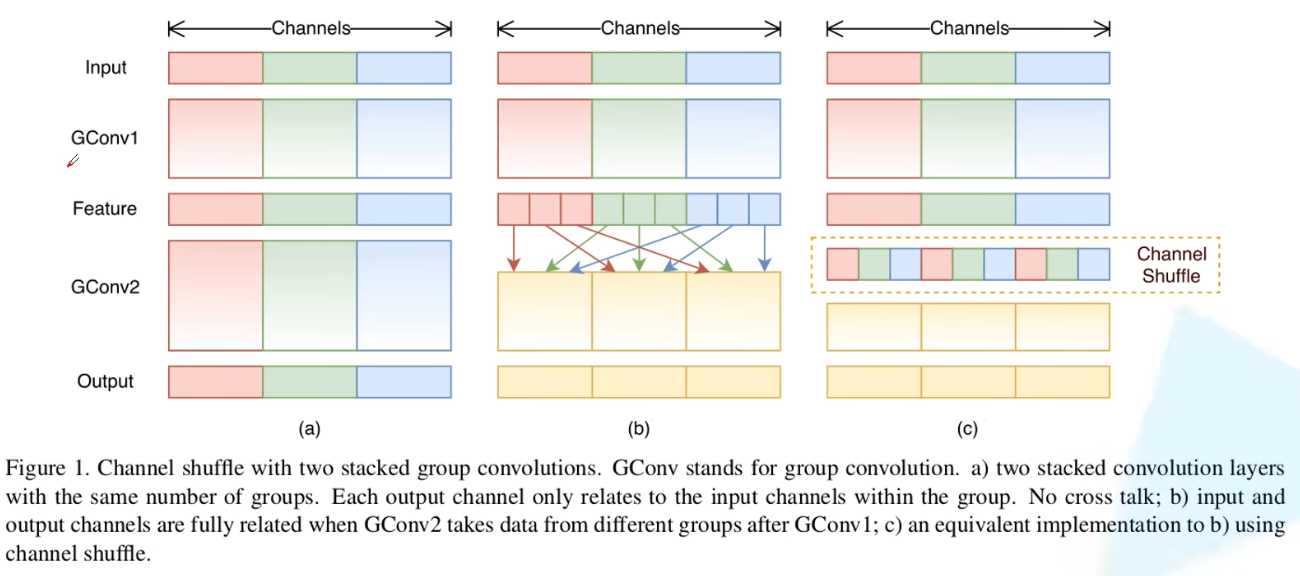 Channels Channels Channels
Input
GConv1
Feature
Channel
Shuffle
GConv2
Output
(a) (b) (c)
Figure 1. Channel shuffle with two stacked group convolutions. GConv stands for group convolution. a) two stacked convolution layers
with the same number of groups. Each output channel only relates to the input channels within the group. No cross talk; b) input and
output channels are fully related when GConv2 takes data from different groups after GConv1; c) an equivalent implementation to b) using
channel shuffle.